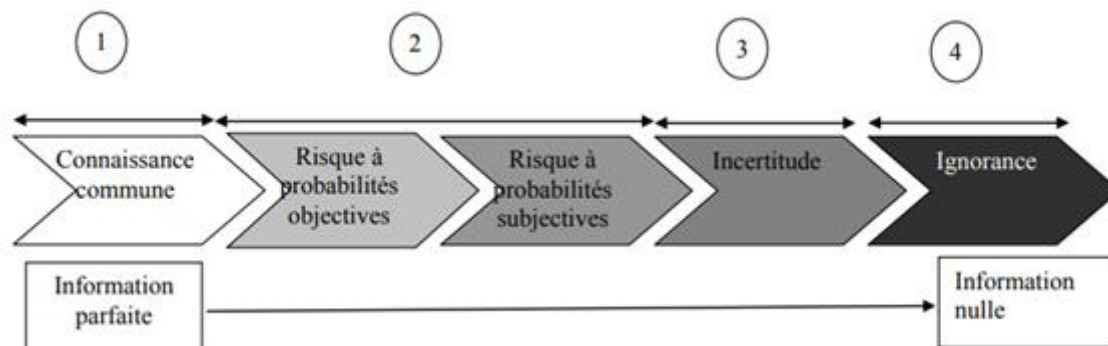 1
2
3
4
Connaissance
commune
Risque à
probabilités
objectives
Risque à
probabilités
subjectives
Incertitude
Ignorance
Information
parfaite
Information
nulle